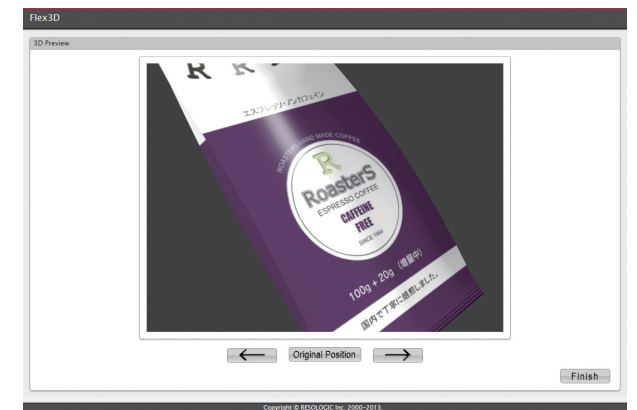 Flex3D
3D Preview
R R
エスプレッソ・ノンカフェイン
ROASTERS HAND MADE COFFEE
R
RoasterS
ESPRESSO COFFEE
CAFFEINE
FREE
SINCE 1964
100g + 20g (増量中)
国内で丁寧に焙煎しました。
Original Position
Finish
Copyright © RESOLOGIC Inc. 2000-2013.